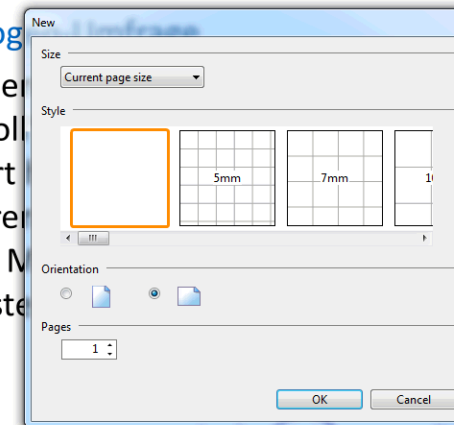 New
Size
Current page size
Style
5mm
7mm
Orientation
Pages
1
OK
Cancel